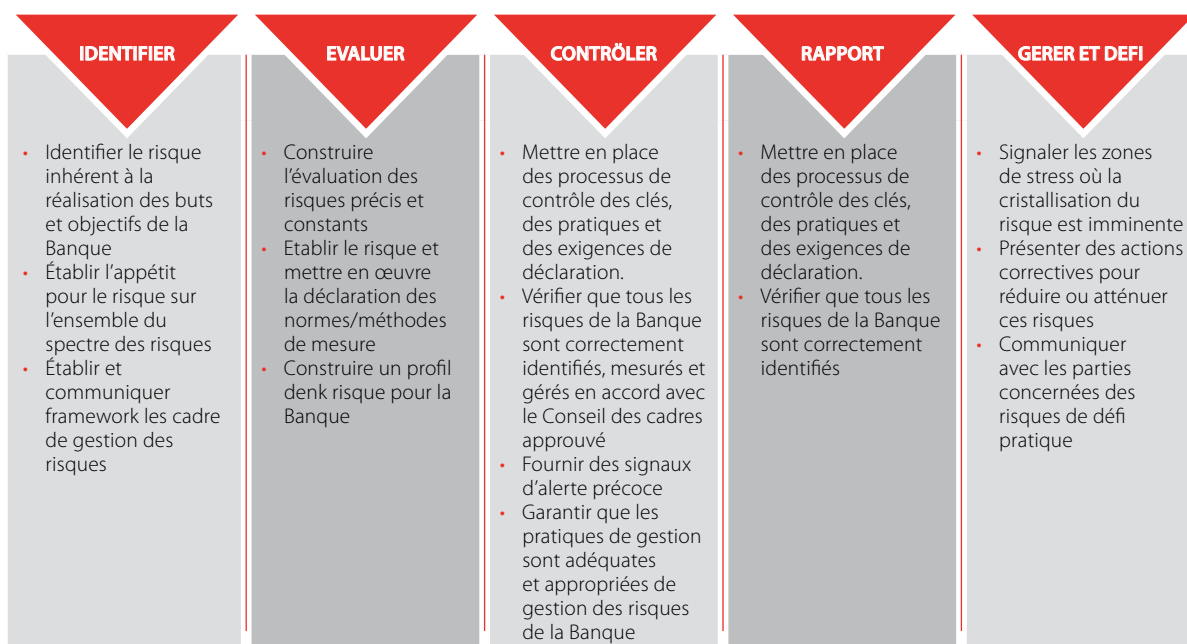 IDENTIFIER
• Identifier le risque
inhérent à la
réalisation des buts
et objectifs de la
Banque
• Établir l'appétit
pour le risque sur
l'ensemble du
spectre des risques
• Établir et
communiquer
framework les cadre
de gestion des
risques
EVALUER
• Construire
l'évaluation des
risques précis et
constants
• Etablir le risque et
mettre en œuvre
la déclaration des
normes/méthodes
de mesure
• Construire un profil
denk risque pour la
Banque
CONTRÖLER
• Mettre en place
des processus de
contrôle des clés,
des pratiques et
des exigences de
déclaration.
• Vérifier que tous les
risques de la Banque
sont correctement
identifiés, mesurés et
gérés en accord avec
le Conseil des cadres
approuvé
• Fournir des signaux
d'alerte précoce
• Garantir que les
pratiques de gestion
sont adéquates
et appropriées de
gestion des risques
de la Banque
RAPPORT
• Mettre en place
des processus de
contrôle des clés,
des pratiques et
des exigences de
déclaration.
• Vérifier que tous les
risques de la Banque
sont correctement
identifiés
GERER ET DEFI
• Signaler les zones
de stress où la
cristallisation du
risque est imminente
• Présenter des actions
correctives pour
réduire ou atténuer
ces risques
• Communiquer
avec les parties
concernées des
risques de défi
pratique